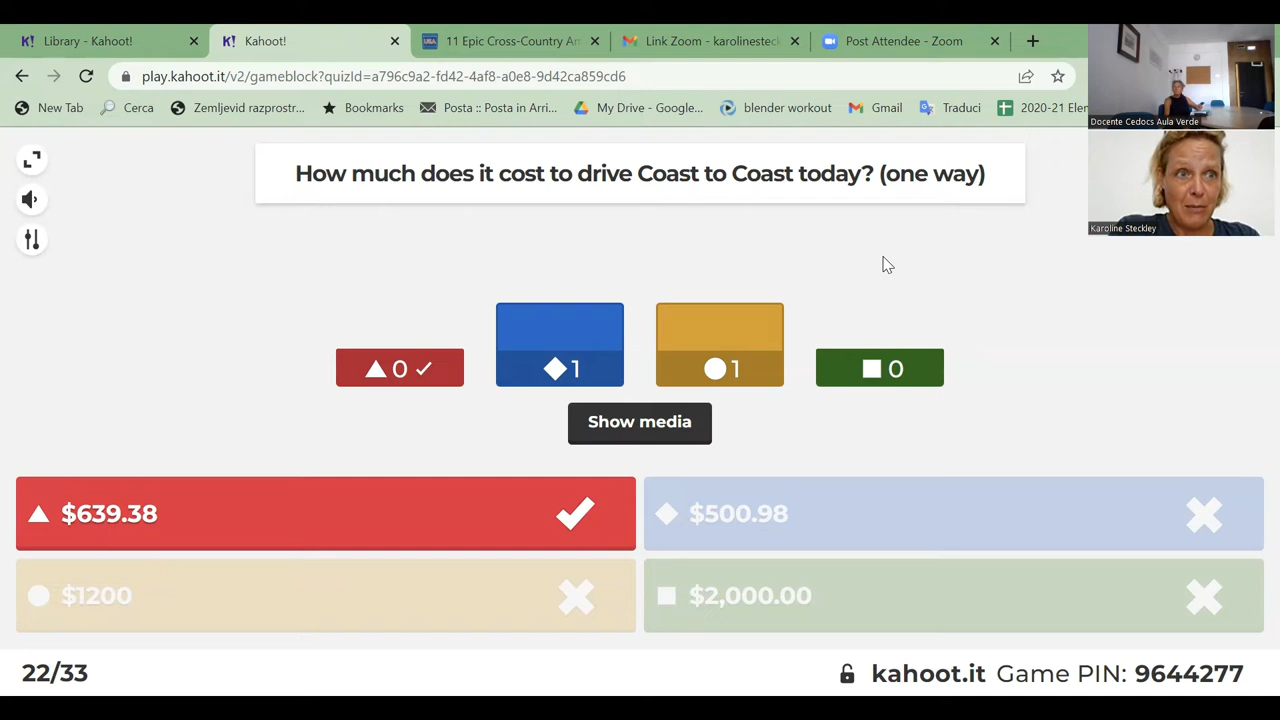 Library - Kahoot!
Kahoot!
USA
11 Epic Cross-Country Am
Link Zoom - karolinesteck
Post Attendee - Zoom
play.kahoot.it/v2/gameblock?quizId=a796c9a2-fd42-4af8-a0e8-9d42ca859cd6
New Tab
Cerca
Zemljevid razprostr...
Bookmarks
Posta :: Posta in Arri...
My Drive - Google...
blender workout
Gmail
Traduci
2020-21 Elen
Docente Cedocs Aula Verde
Karoline Steckley
How much does it cost to drive Coast to Coast today? (one way)
0
1
1
0
Show media
$639.38
$500.98
$1200
$2,000.00
22/33
kahoot.it Game PIN: 9644277